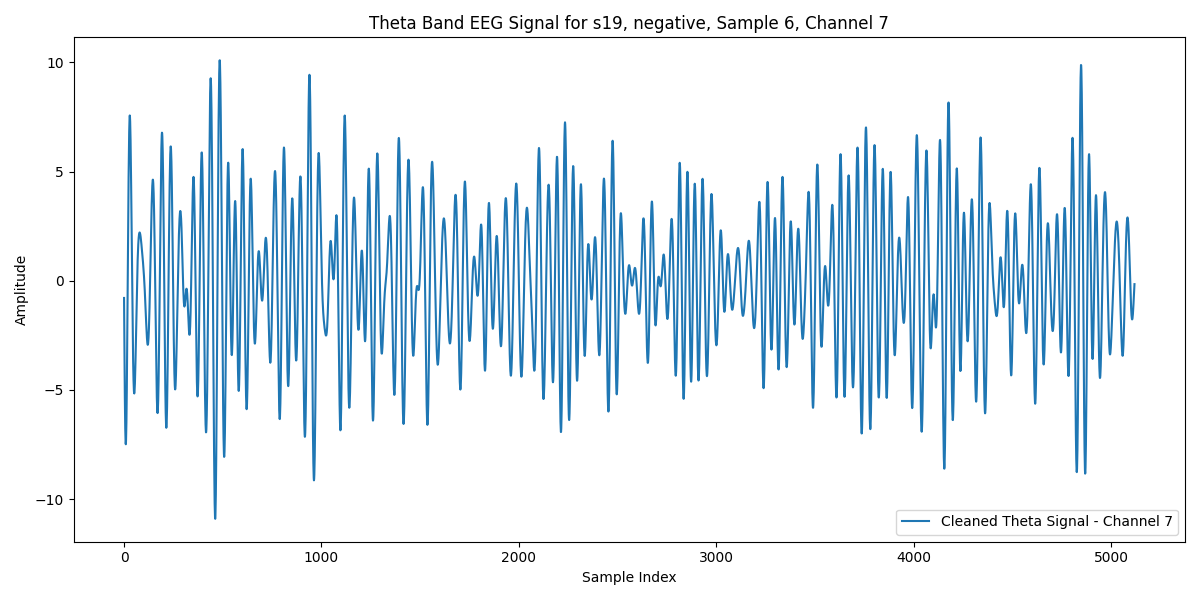 Theta Band EEG Signal for s19, negative, Sample 6, Channel 7
Amplitude
10
5
0
−5
−10
0 1000 2000 3000 4000 5000
Sample Index
Cleaned Theta Signal - Channel 7